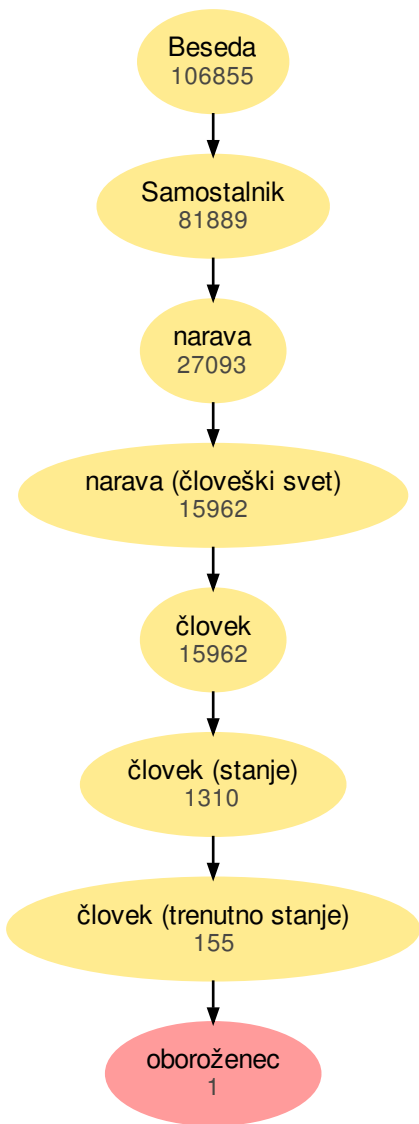 Beseda
106855
Samostalnik
81889
narava
27093
narava (človeški svet)
15962
človek
15962
človek (stanje)
1310
človek (trenutno stanje)
155
oboroženec
1